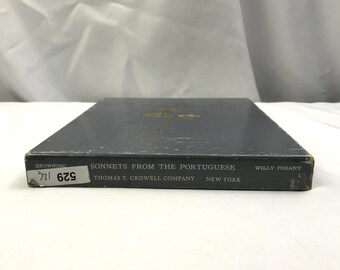 BROWNING SONNETS FROM THE PORTUGUESE WILLY POGANY
THOMAS Y. CROWELL COMPANY NEW YORK
529